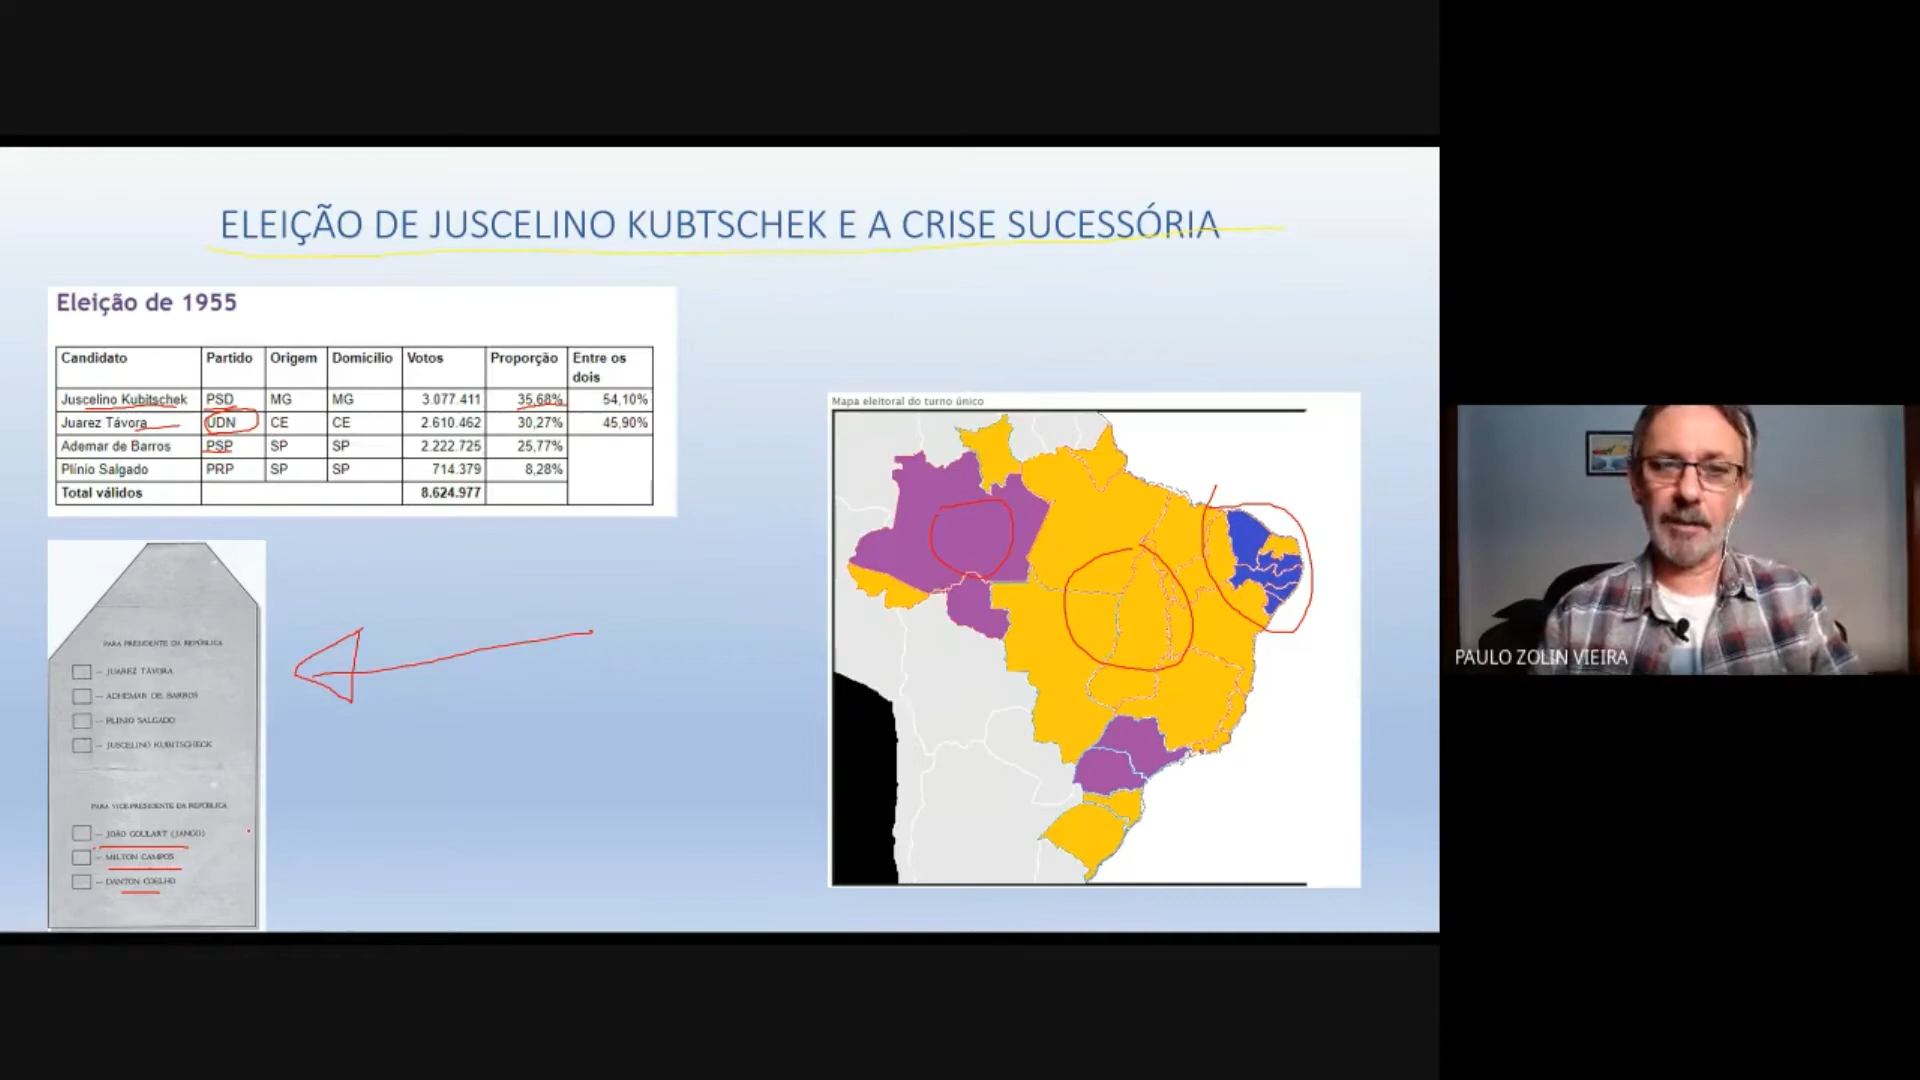 ELEIÇÃO DE JUSCELINO KUBTSCHEK E A CRISE SUCESSÓRIA
Eleição de 1955
Candidato Partido Origem Domicílio Votos Proporção Entre os dois
Juscelino Kubitschek PSD MG MG 3.077.411 35,68% 54,10%
Juarez Távora UDN CE CE 2.610.462 30,27% 45,90%
Ademar de Barros PSP SP SP 2.222.725 25,77%
Plínio Salgado PRP SP SP 714.379 8,28%
Total válidos 8.624.977
PARA PRESIDENTE DA REPÚBLICA
— JUAREZ TÁVORA
— ADHEMAR DE BARROS
— PLINIO SALGADO
— JUSCELINO KUBITSCHECK
PARA VICE-PRESIDENTE DA REPÚBLICA
— JOÃO GOULART (JANGO)
— MILTON CAMPOS
— DANTON COELHO
Mapa eleitoral do turno único
PAULO ZOLIN VIEIRA